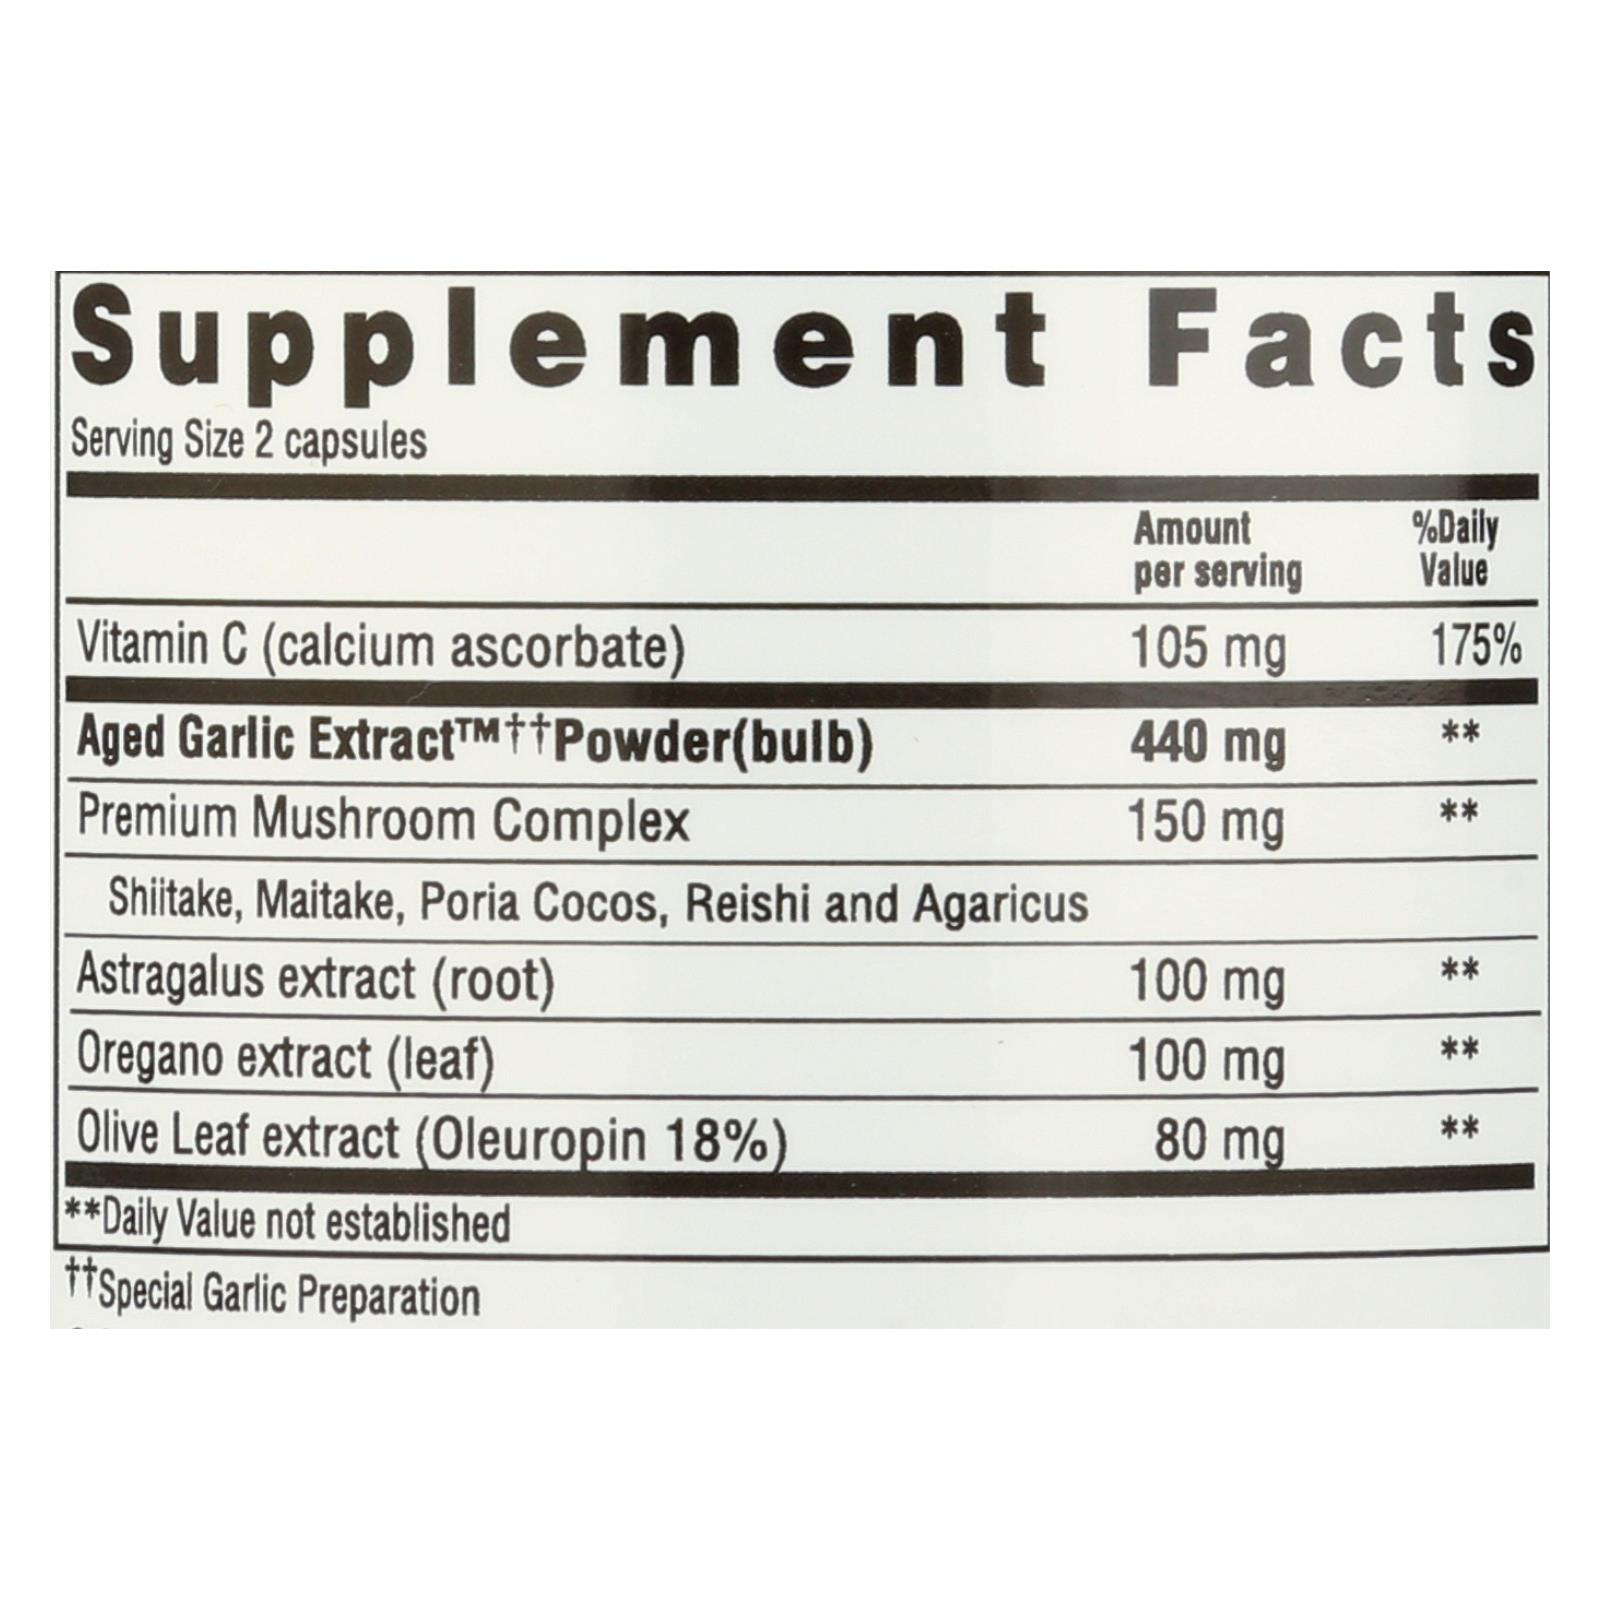 Supplement Facts
Serving Size 2 capsules
Amount per serving %Daily Value
Vitamin C (calcium ascorbate) 105 mg 175%
Aged Garlic Extract™††Powder(bulb) 440 mg **
Premium Mushroom Complex 150 mg **
Shiitake, Maitake, Poria Cocos, Reishi and Agaricus
Astragalus extract (root) 100 mg **
Oregano extract (leaf) 100 mg **
Olive Leaf extract (Oleuropin 18%) 80 mg **
**Daily Value not established
††Special Garlic Preparation